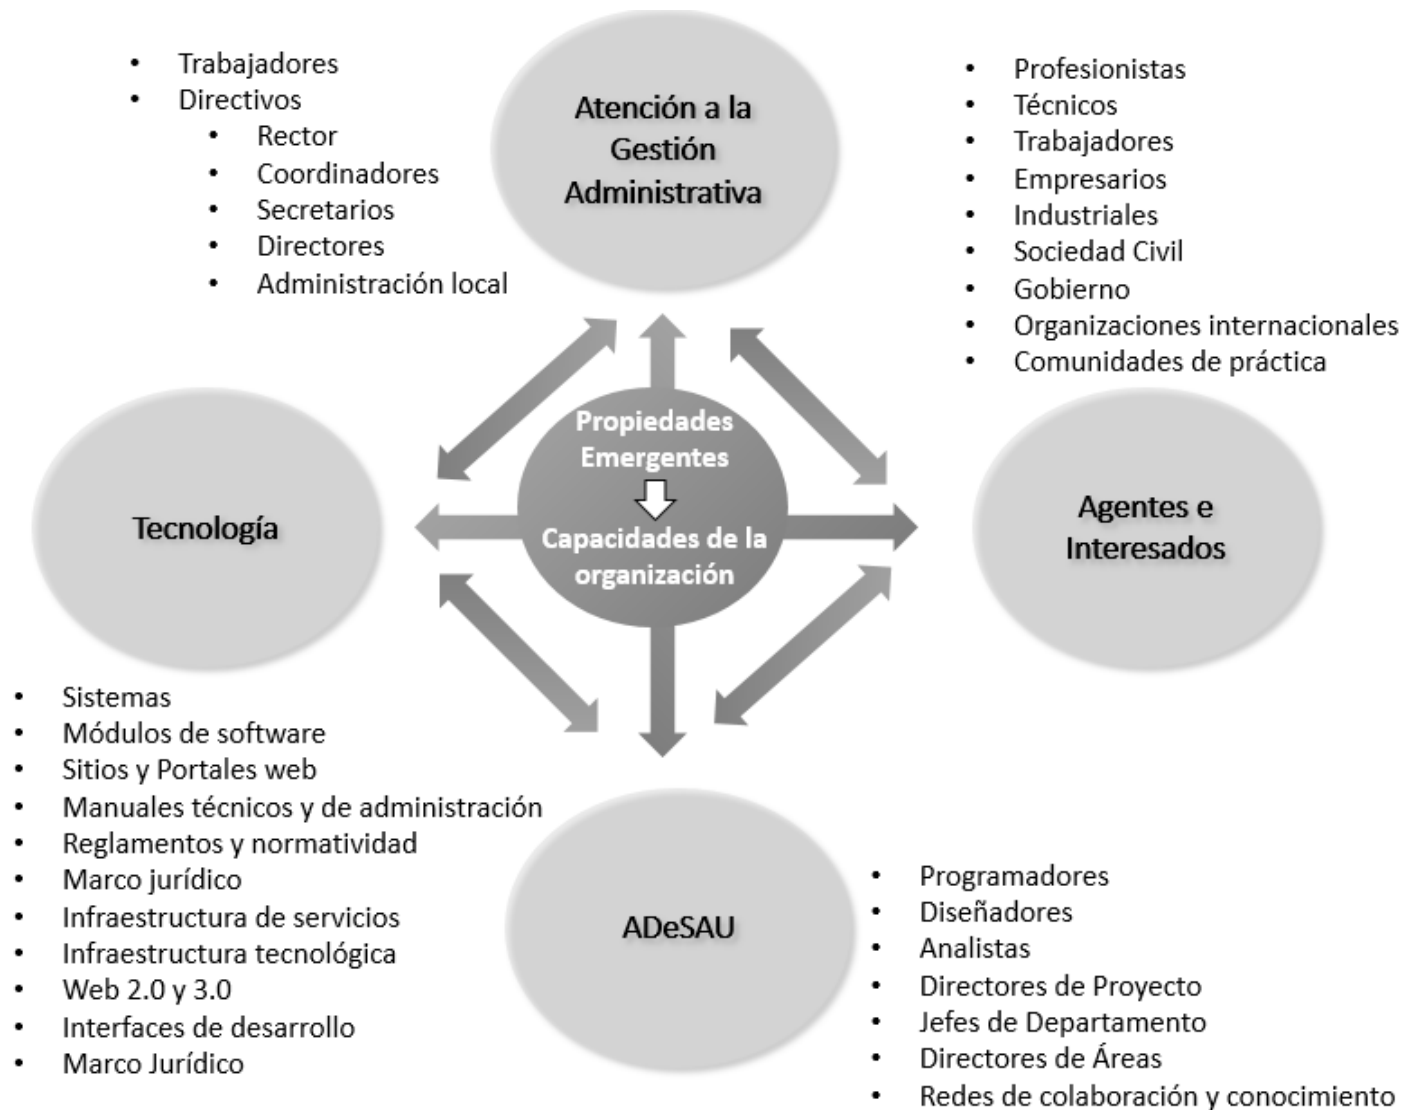 • Trabajadores
• Directivos
• Rector
• Coordinadores
• Secretarios
• Directores
• Administración local
Atención a la
Gestión
Administrativa
• Profesionistas
• Técnicos
• Trabajadores
• Empresarios
• Industriales
• Sociedad Civil
• Gobierno
• Organizaciones internacionales
• Comunidades de práctica
Tecnología
Propiedades
Emergentes
Capacidades de la
organización
Agentes e
Interesados
• Sistemas
• Módulos de software
• Sitios y Portales web
• Manuales técnicos y de administración
• Reglamentos y normatividad
• Marco jurídico
• Infraestructura de servicios
• Infraestructura tecnológica
• Web 2.0 y 3.0
• Interfaces de desarrollo
• Marco Jurídico
ADeSAU
• Programadores
• Diseñadores
• Analistas
• Directores de Proyecto
• Jefes de Departamento
• Directores de Áreas
• Redes de colaboración y conocimiento